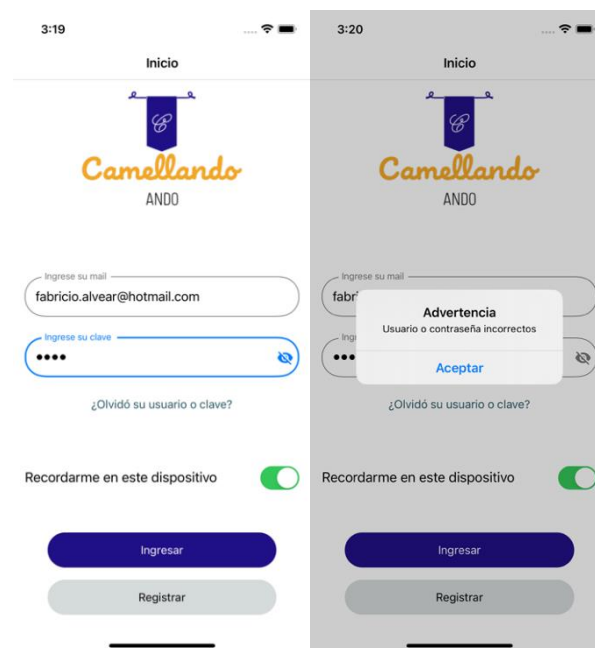 3:19
Inicio
C
Camellando
ANDO
Ingrese su mail
fabricio.alvear@hotmail.com
Ingrese su clave
••••
¿Olvidó su usuario o clave?
Recordarme en este dispositivo
Ingresar
Registrar
3:20
Inicio
C
Camellando
ANDO
Ingrese su mail
fabr
Advertencia
Usuario o contraseña incorrectos
Aceptar
Ingr
•••
¿Olvidó su usuario o clave?
Recordarme en este dispositivo
Ingresar
Registrar